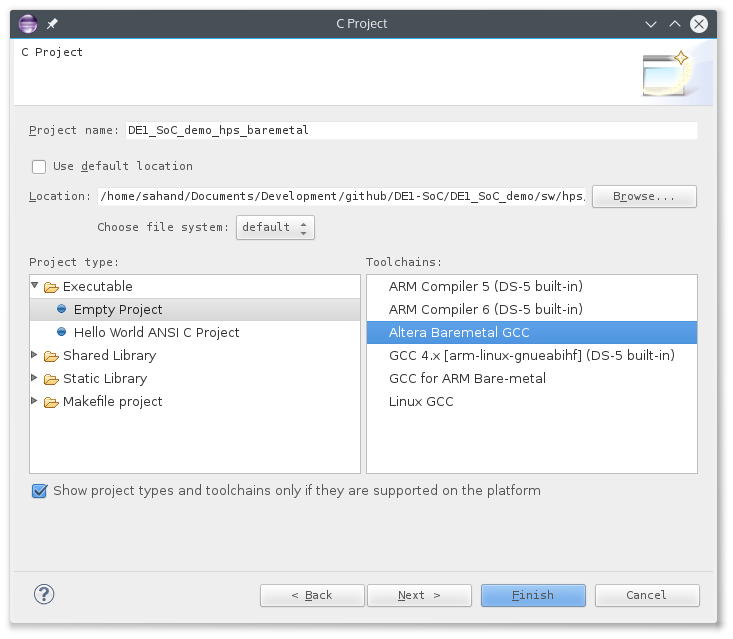 C Project
C Project
Project name: DE1_SoC_demo_hps_baremetal
Use default location
Location: /home/sahand/Documents/Development/github/DE1-SoC/DE1_SoC_demo/sw/hps, Browse...
Choose file system: default
Project type: Toolchains:
Executable ARM Compiler 5 (DS-5 built-in)
Empty Project ARM Compiler 6 (DS-5 built-in)
Hello World ANSI C Project Altera Baremetal GCC
Shared Library GCC 4.x [arm-linux-gnueabihf] (DS-5 built-in)
Static Library GCC for ARM Bare-metal
Makefile project Linux GCC
Show project types and toolchains only if they are supported on the platform
? < Back Next > Finish Cancel